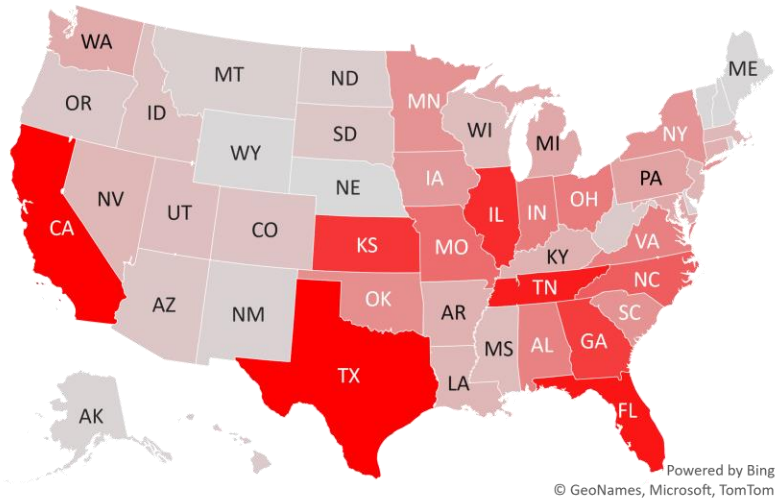 WA
MT
ND
MN
ME
OR
ID
SD
WI
MI
NY
WY
IA
PA
NE
NV
UT
CO
IL
IN
OH
CA
KS
MO
KY
VA
TN
NC
AZ
NM
OK
AR
SC
MS
AL
GA
TX
LA
AK
FL
Powered by Bing
© GeoNames, Microsoft, TomTom